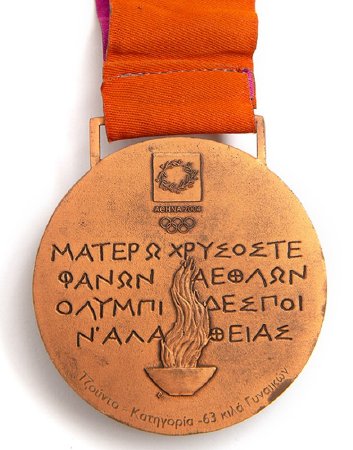 ΑΘΗΝΑ 2004
ΜΑΤΕΡ Ω ΧΡΥΣΟΣΤΕ
ΦΑΝΩΝ ΑΕΘΛΩΝ
ΟΛΥΜΠΙ ΔΕΣΠΟΙ
Ν'ΑΛΑ ΘΕΙΑΣ
Τζούντο - Κατηγορία -63 κιλά Γυναικών